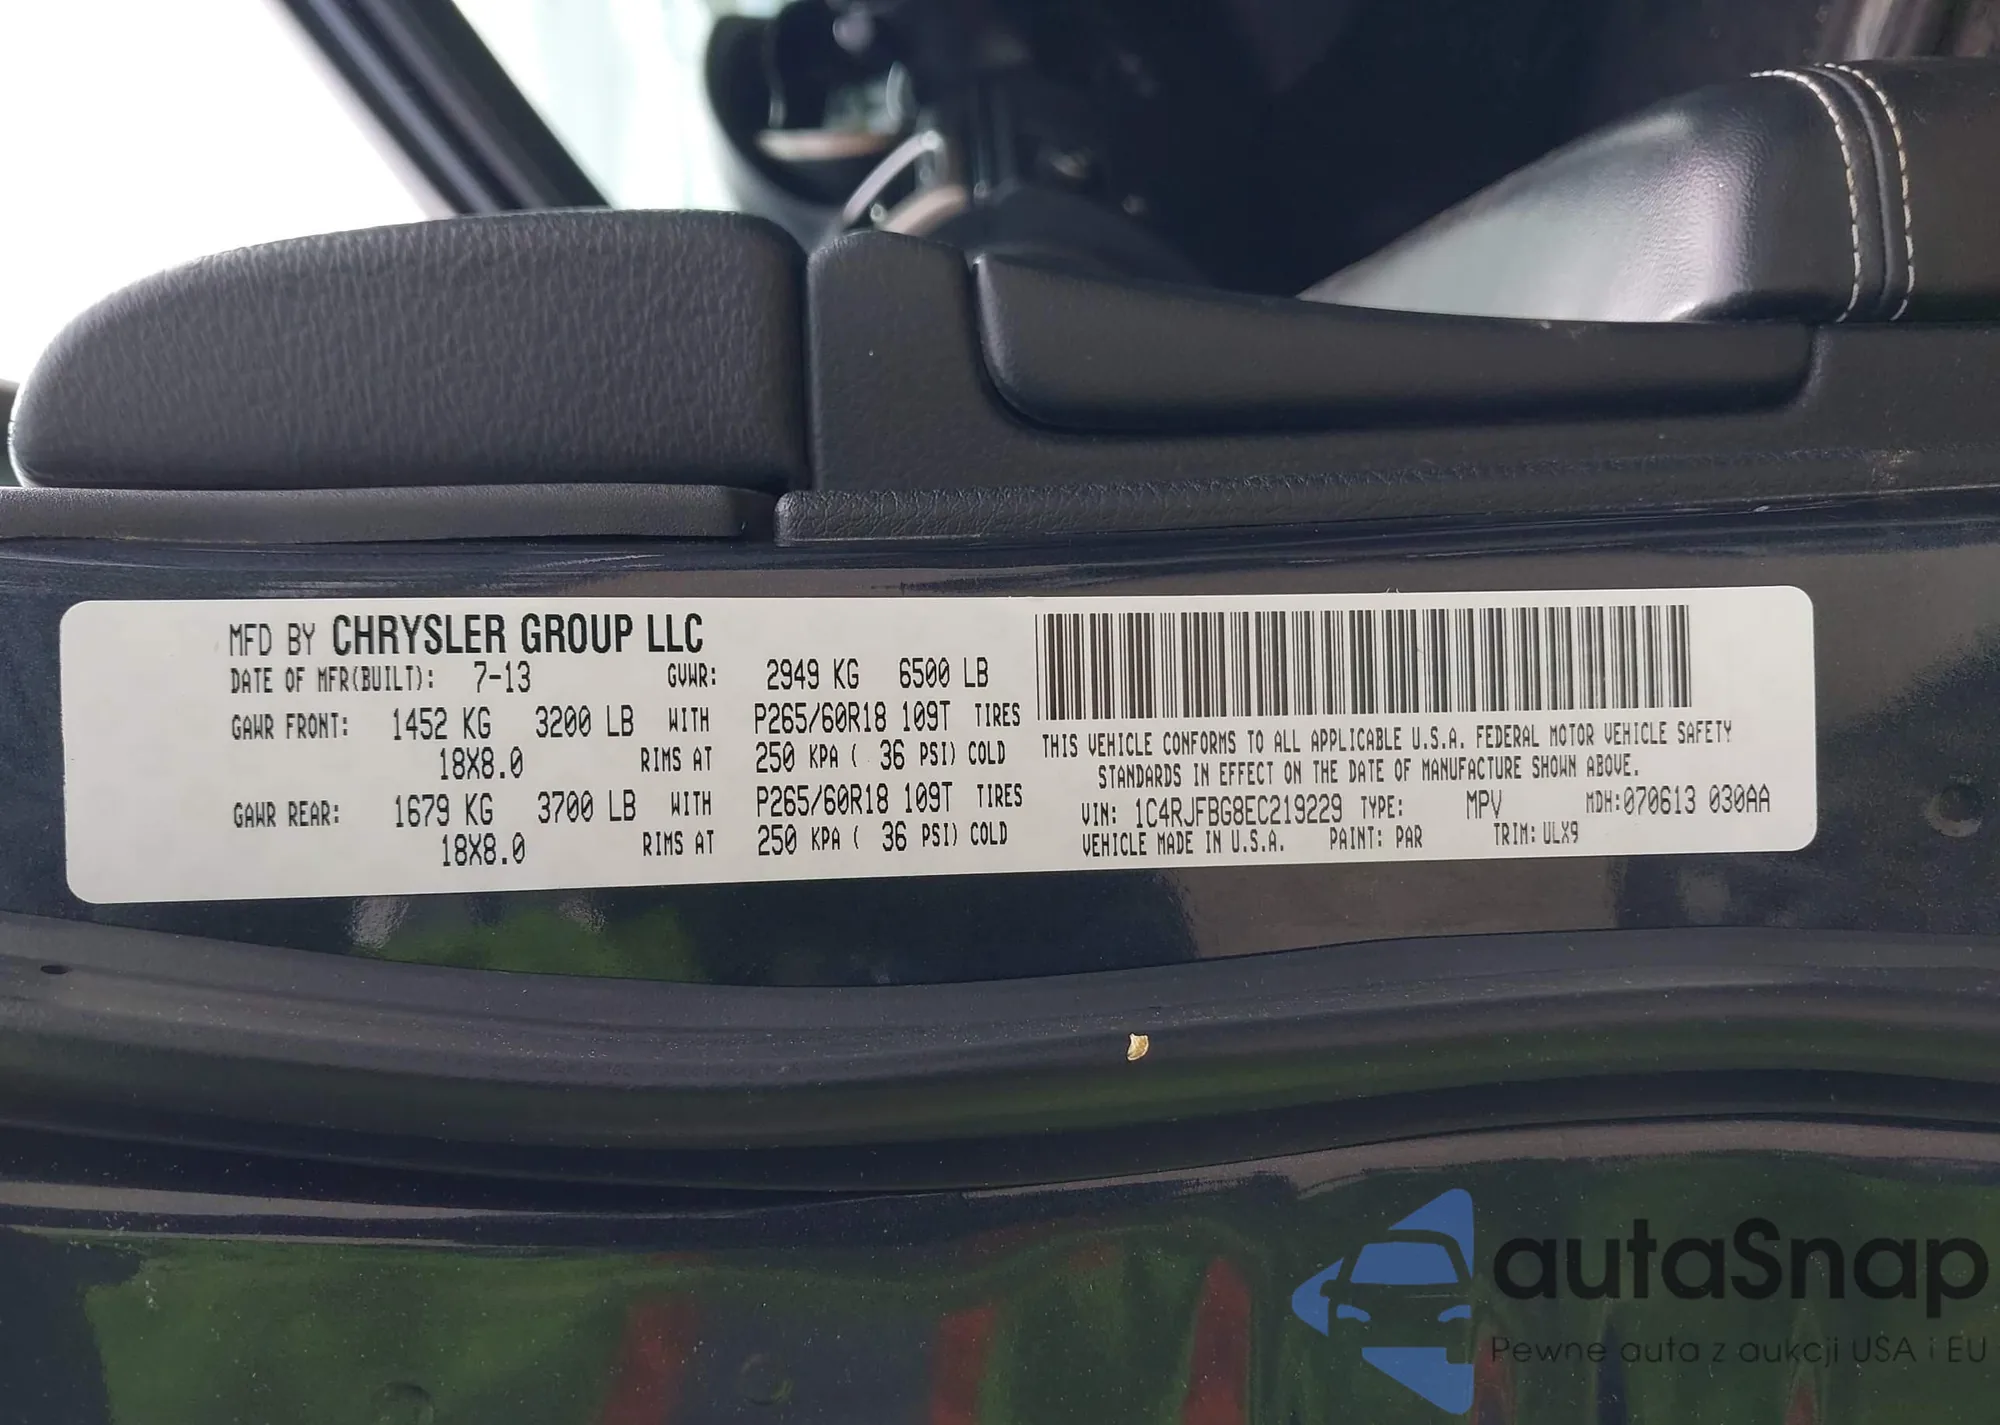 MFD BY CHRYSLER GROUP LLC
DATE OF MFR(BUILT): 7-13 GVWR: 2949 KG 6500 LB
GAWR FRONT: 1452 KG 3200 LB WITH P265/60R18 109T TIRES
18X8.0 RIMS AT 250 KPA ( 36 PSI) COLD
GAWR REAR: 1679 KG 3700 LB WITH P265/60R18 109T TIRES
18X8.0 RIMS AT 250 KPA ( 36 PSI) COLD
THIS VEHICLE CONFORMS TO ALL APPLICABLE U.S.A. FEDERAL MOTOR VEHICLE SAFETY
STANDARDS IN EFFECT ON THE DATE OF MANUFACTURE SHOWN ABOVE.
VIN: 1C4RJFBG8EC219229 TYPE: MPV MDH:070613 030AA
VEHICLE MADE IN U.S.A. PAINT: PAR TRIM: ULX9
autaSnap
Pewne auta z aukcji USA i EU